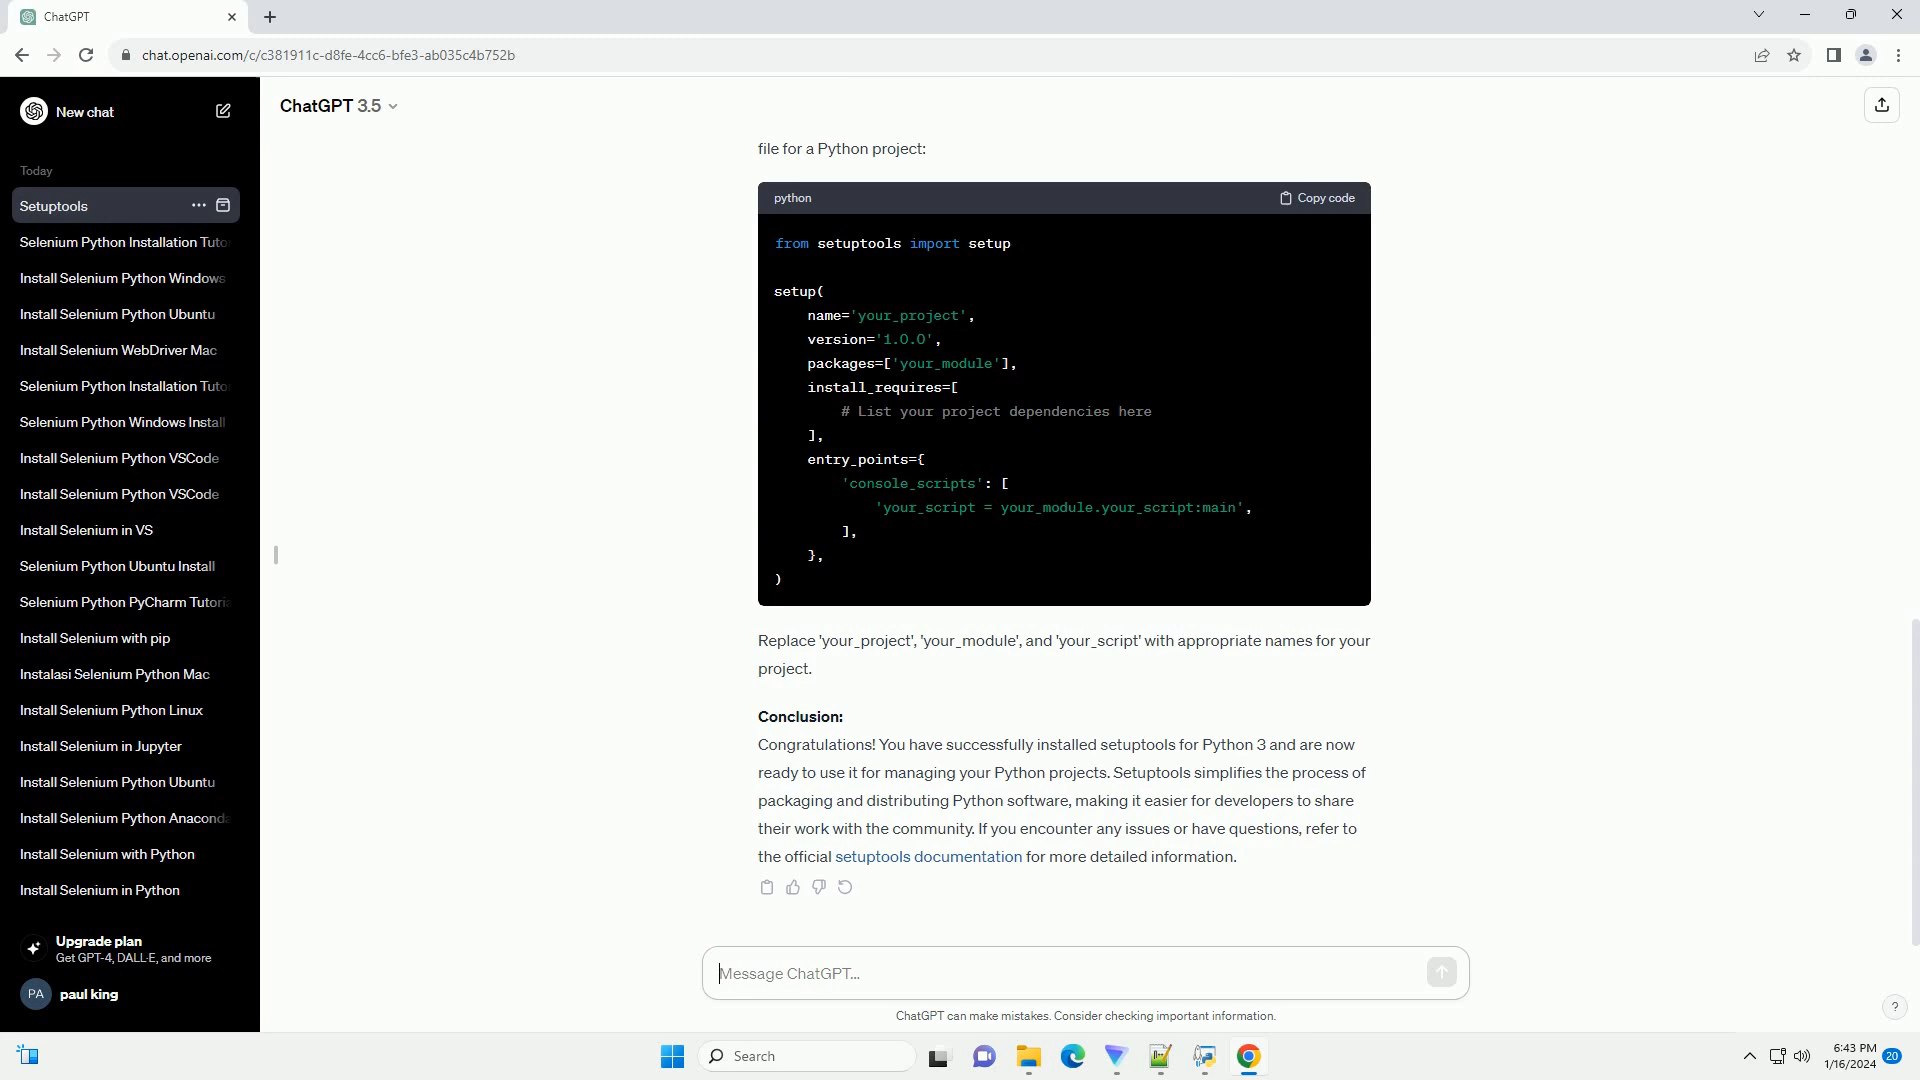 ChatGPT
chat.openai.com/c/c381911c-d8fe-4cc6-bfe3-ab035c4b752b
New chat
Today
Setuptools
Selenium Python Installation Tuto
Install Selenium Python Windows
Install Selenium Python Ubuntu
Install Selenium WebDriver Mac
Selenium Python Installation Tuto
Selenium Python Windows Install
Install Selenium Python VSCode
Install Selenium Python VSCode
Install Selenium in VS
Selenium Python Ubuntu Install
Selenium Python PyCharm Tutoria
Install Selenium with pip
Instalasi Selenium Python Mac
Install Selenium Python Linux
Install Selenium in Jupyter
Install Selenium Python Ubuntu
Install Selenium Python Anaconda
Install Selenium with Python
Install Selenium in Python
Upgrade plan
Get GPT-4, DALL·E, and more
PA paul king
ChatGPT 3.5
file for a Python project:
python Copy code
from setuptools import setup
setup(
name='your_project',
version='1.0.0',
packages=['your_module'],
install_requires=[
# List your project dependencies here
],
entry_points={
'console_scripts': [
'your_script = your_module.your_script:main',
],
},
)
Replace 'your_project', 'your_module', and 'your_script' with appropriate names for your
project.
Conclusion:
Congratulations! You have successfully installed setuptools for Python 3 and are now
ready to use it for managing your Python projects. Setuptools simplifies the process of
packaging and distributing Python software, making it easier for developers to share
their work with the community. If you encounter any issues or have questions, refer to
the official setuptools documentation for more detailed information.
Message ChatGPT...
ChatGPT can make mistakes. Consider checking important information.
?
Search
6:43 PM
1/16/2024
20